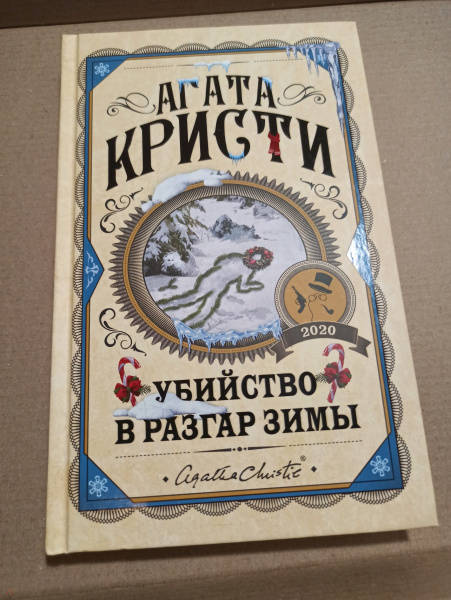 АГАТА
КРИСТИ
2020
УБИЙСТВО
В РАЗГАР ЗИМЫ
Agatha Christie®